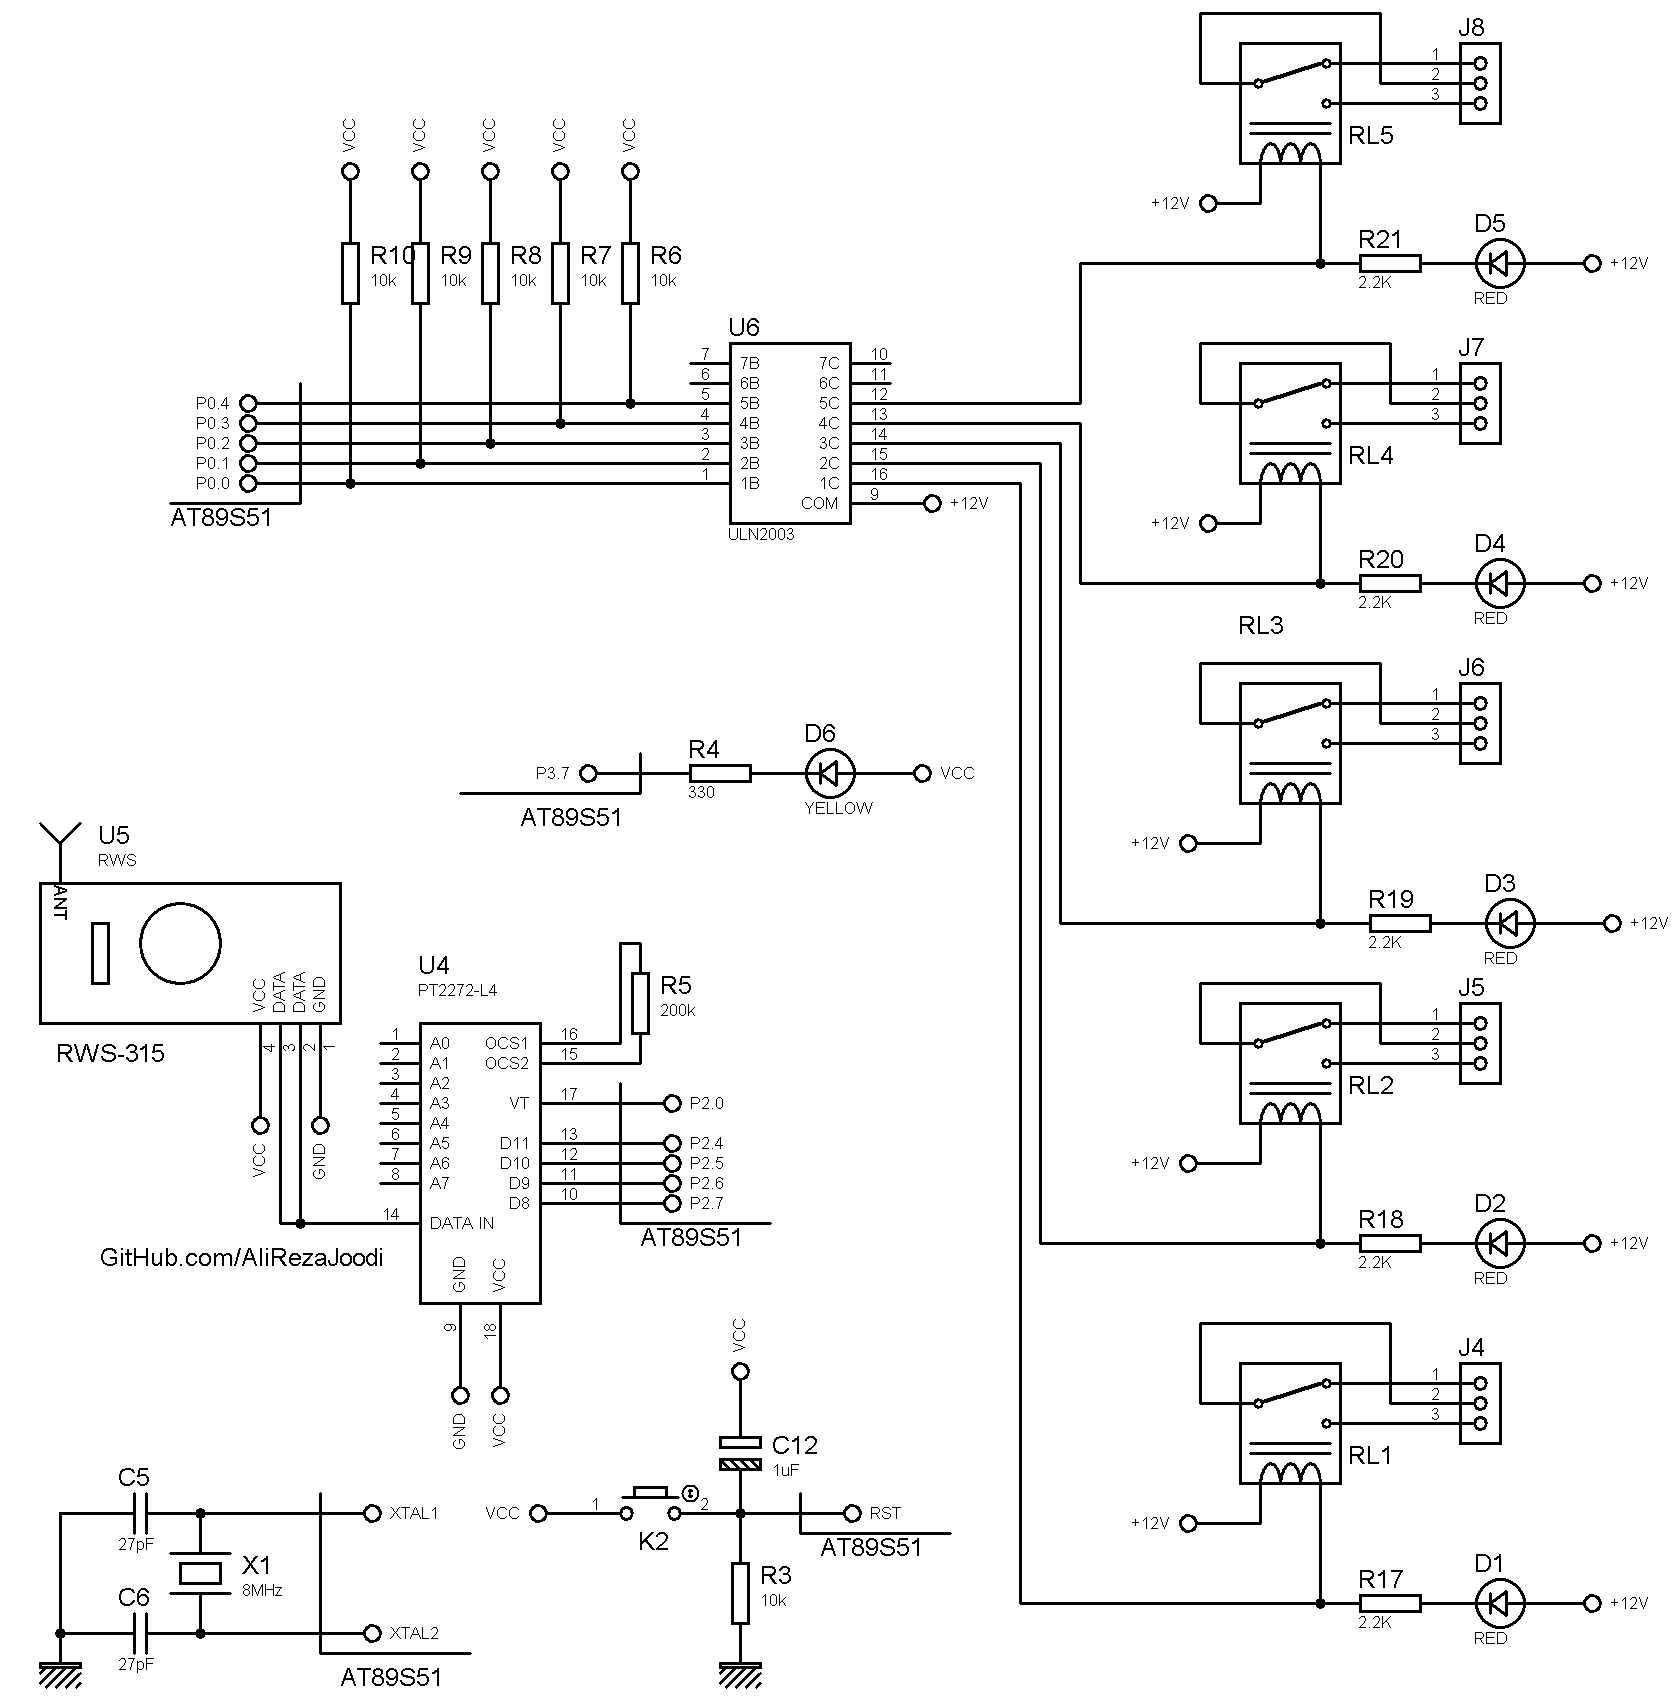 J8
1
2
3
RL5
+12V
R21
2.2K
D5
RED
+12V
VCC
VCC
VCC
VCC
VCC
R10
10k
R9
10k
R8
10k
R7
10k
R6
10k
U6
7 7B 7C 10
6 6B 6C 11
5 5B 5C 12
4 4B 4C 13
3 3B 3C 14
2 2B 2C 15
1 1B 1C 16
COM 9 +12V
ULN2003
P0.4
P0.3
P0.2
P0.1
P0.0
AT89S51
J7
1
2
3
RL4
+12V
R20
2.2K
D4
RED
+12V
RL3
J6
1
2
3
+12V
R19
2.2K
D3
RED
+12V
P3.7
R4
330
D6
YELLOW
VCC
AT89S51
U5
RWS
ANT
VCC
DATA
DATA
GND
4
3
2
1
RWS-315
VCC
GND
U4
PT2272-L4
R5
200k
1 A0 OCS1 16
2 A1 OCS2 15
3 A2
4 A3 VT 17 P2.0
5 A4
6 A5 D11 13 P2.4
7 A6 D10 12 P2.5
8 A7 D9 11 P2.6
D8 10 P2.7
14 DATA IN
AT89S51
GND
VCC
9
18
GND
VCC
GitHub.com/AliRezaJoodi
J5
1
2
3
RL2
+12V
R18
2.2K
D2
RED
+12V
J4
1
2
3
RL1
+12V
R17
2.2K
D1
RED
+12V
C5
27pF
XTAL1
X1
8MHz
C6
27pF
XTAL2
AT89S51
VCC
C12
1uF
VCC
1
2
K2
RST
AT89S51
R3
10k